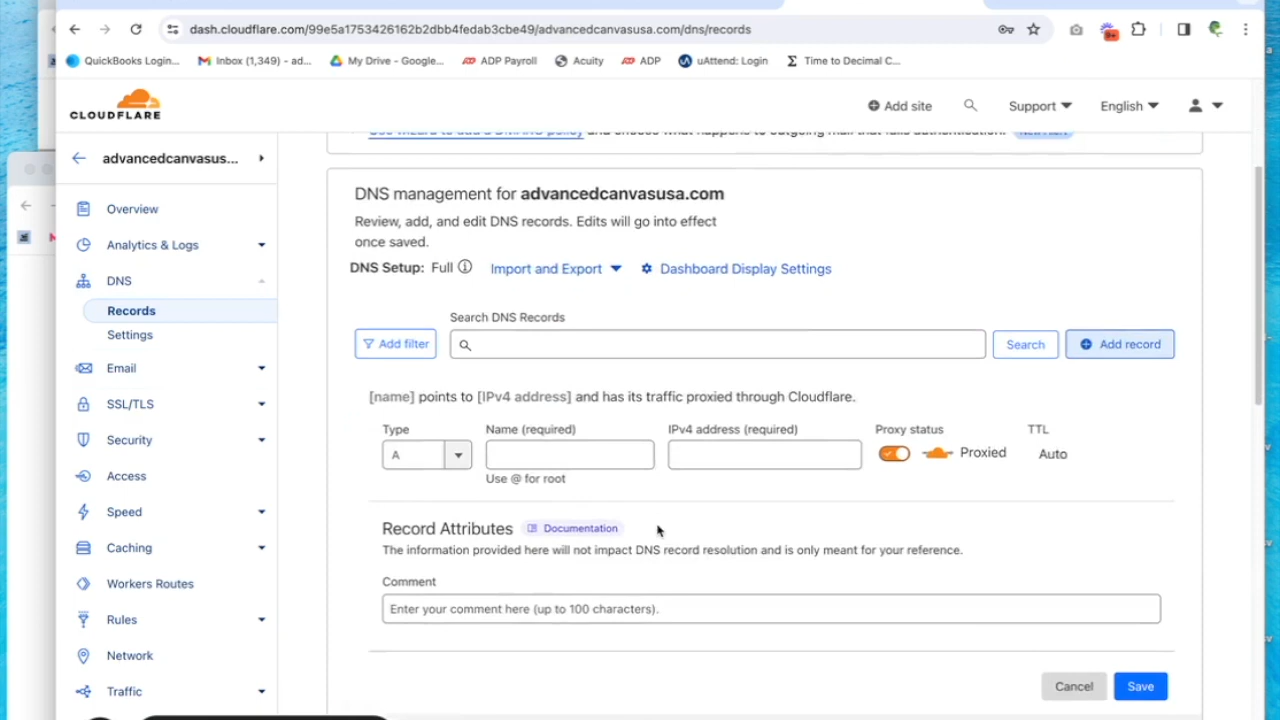 dash.cloudflare.com/99e5a1753426162b2dbb4fedab3cbe49/advancedcanvasusa.com/dns/records
QuickBooks Login... Inbox (1,349) - ad... My Drive - Google... ADP Payroll Acuity ADP uAttend: Login Time to Decimal C...
CLOUDFLARE Add site Support English
advancedcanvasus...
Overview
Analytics & Logs
DNS
Records
Settings
Email
SSL/TLS
Security
Access
Speed
Caching
Workers Routes
Rules
Network
Traffic
DNS management for advancedcanvasusa.com
Review, add, and edit DNS records. Edits will go into effect
once saved.
DNS Setup: Full Import and Export Dashboard Display Settings
Search DNS Records
Add filter Search Add record
[name] points to [IPv4 address] and has its traffic proxied through Cloudflare.
Type Name (required) IPv4 address (required) Proxy status TTL
A Proxied Auto
Use @ for root
Record Attributes Documentation
The information provided here will not impact DNS record resolution and is only meant for your reference.
Comment
Enter your comment here (up to 100 characters).
Cancel Save